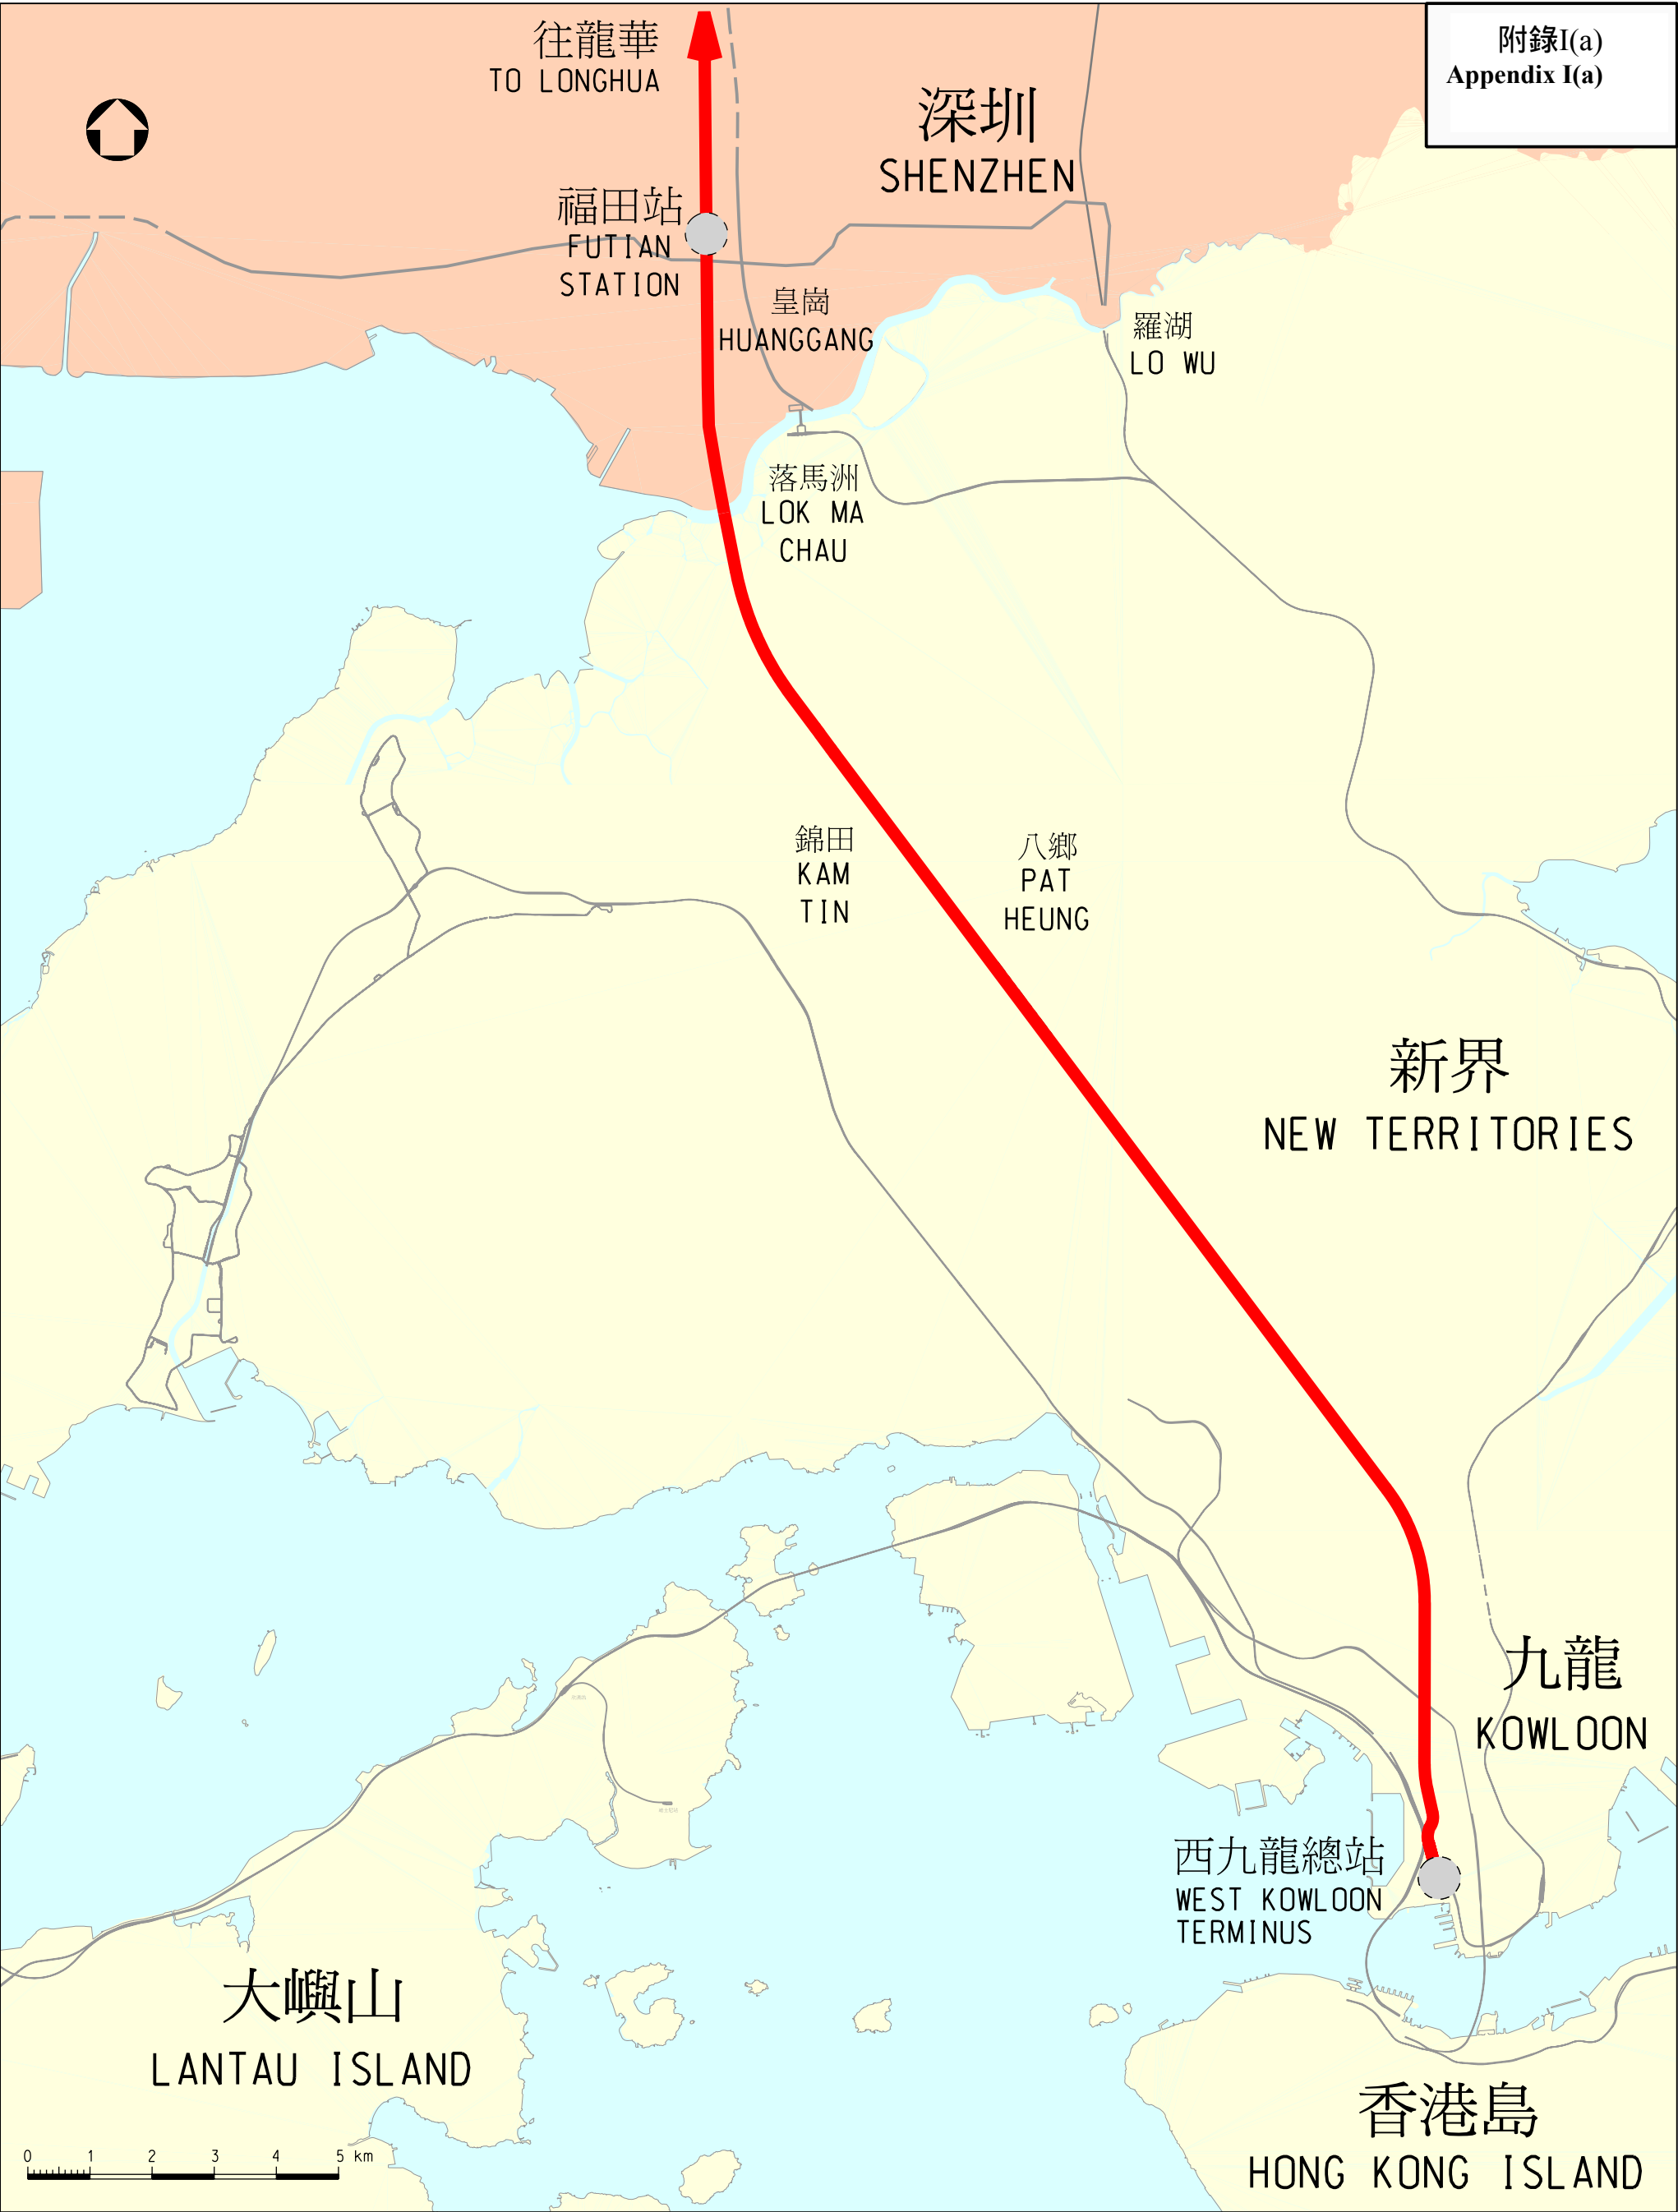 附錄I(a)
Appendix I(a)
往龍華
TO LONGHUA
深圳
SHENZHEN
福田站
FUTIAN
STATION
皇崗
HUANGGANG
羅湖
LO WU
落馬洲
LOK MA
CHAU
錦田
KAM
TIN
八鄉
PAT
HEUNG
新界
NEW TERRITORIES
九龍
KOWLOON
西九龍總站
WEST KOWLOON
TERMINUS
大嶼山
LANTAU ISLAND
香港島
HONG KONG ISLAND
0 1 2 3 4 5 km